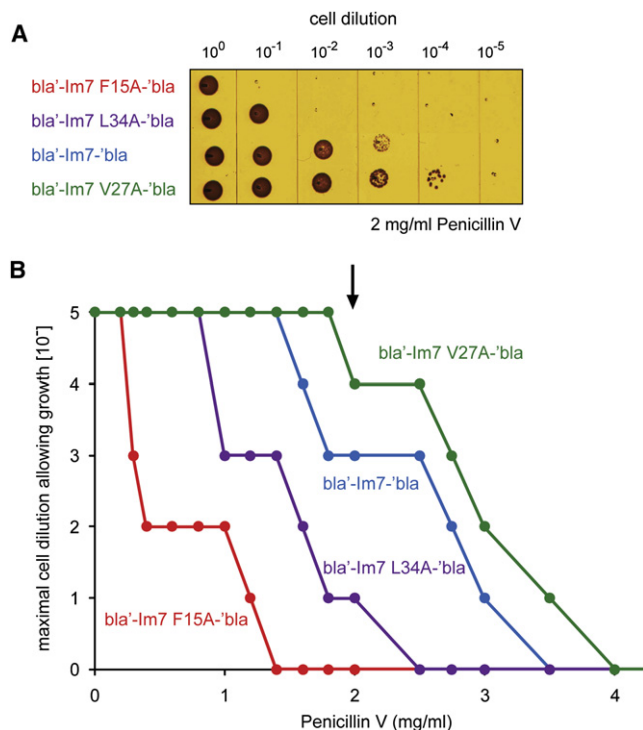 A
cell dilution
10⁰ 10⁻¹ 10⁻² 10⁻³ 10⁻⁴ 10⁻⁵
bla'-Im7 F15A-'bla
bla'-Im7 L34A-'bla
bla'-Im7-'bla
bla'-Im7 V27A-'bla
2 mg/ml Penicillin V
B
maximal cell dilution allowing growth [10⁻]
5
4
3
2
1
0
bla'-Im7 V27A-'bla
bla'-Im7-'bla
bla'-Im7 L34A-'bla
bla'-Im7 F15A-'bla
0 1 2 3 4
Penicillin V (mg/ml)